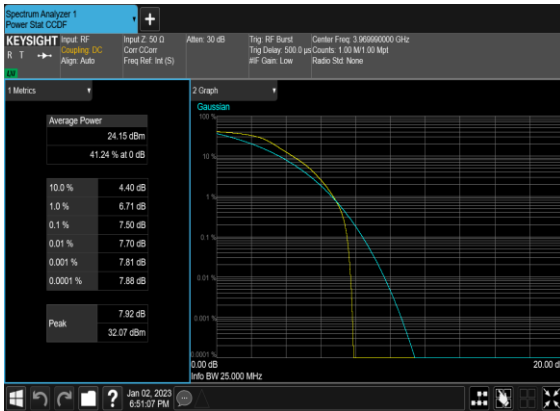 Spectrum Analyzer 1
Power Stat CCDF
+
KEYSIGHT
R T
LM
Input: RF
Coupling: DC
Align: Auto
Input Z: 50 Ω
Corr CCorr
Freq Ref: Int (S)
Atten: 30 dB
Trig: RF Burst
Trig Delay: 500.0 µs
#IF Gain: Low
Center Freq: 3.969990000 GHz
Counts: 1.00 M/1.00 Mpt
Radio Std: None
1 Metrics
Average Power
24.15 dBm
41.24 % at 0 dB
10.0 % 4.40 dB
1.0 % 6.71 dB
0.1 % 7.50 dB
0.01 % 7.70 dB
0.001 % 7.81 dB
0.0001 % 7.88 dB
Peak
7.92 dB
32.07 dBm
2 Graph
Gaussian
100 %
10 %
1 %
0.1 %
0.01 %
0.001 %
0.0001 %
0.00 dB
20.00 d
Info BW 25.000 MHz
?
Jan 02, 2023
6:51:07 PM